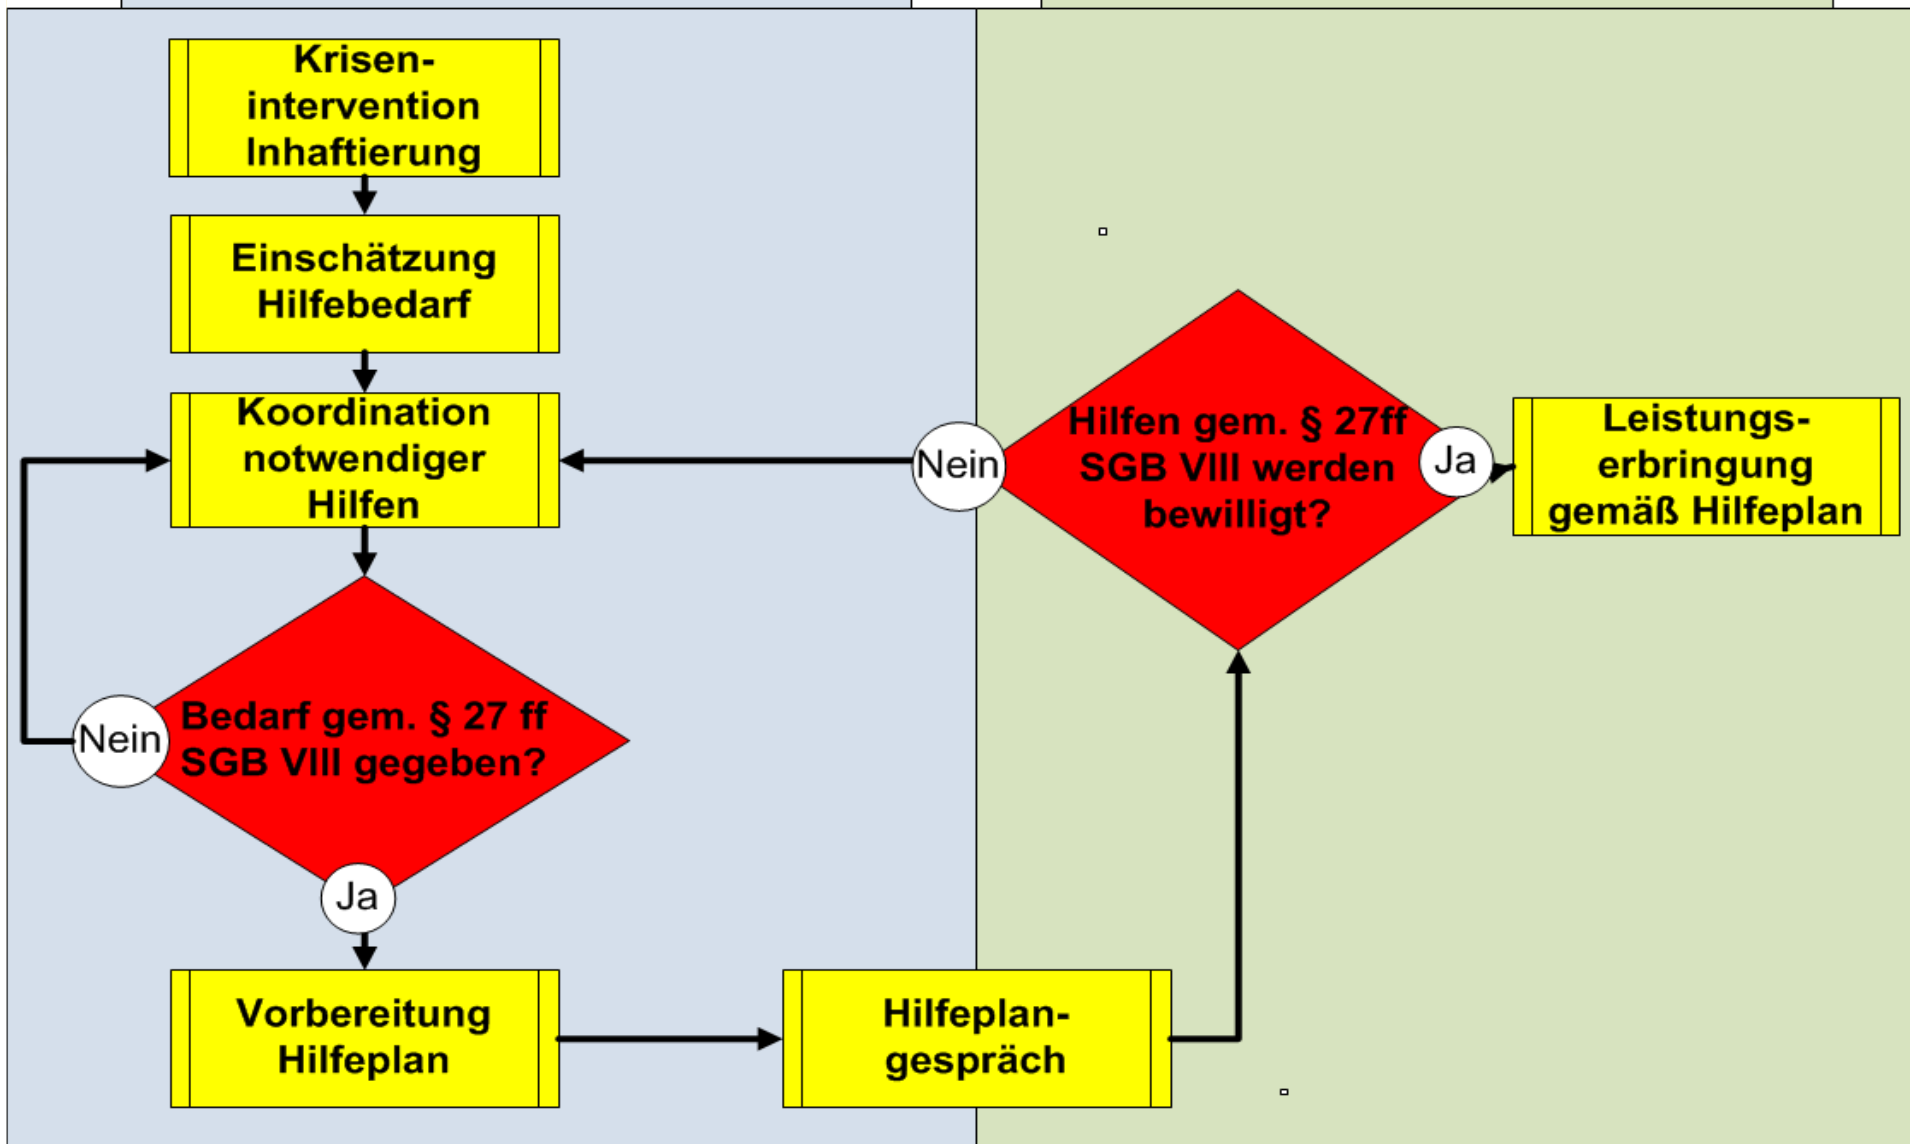 Krisen-
intervention
Inhaftierung
Einschätzung
Hilfebedarf
Koordination
notwendiger
Hilfen
Nein
Bedarf gem. § 27 ff
SGB VIII gegeben?
Ja
Vorbereitung
Hilfeplan
Hilfeplan-
gespräch
Nein
Hilfen gem. § 27ff
SGB VIII werden
bewilligt?
Ja
Leistungs-
erbringung
gemäß Hilfeplan